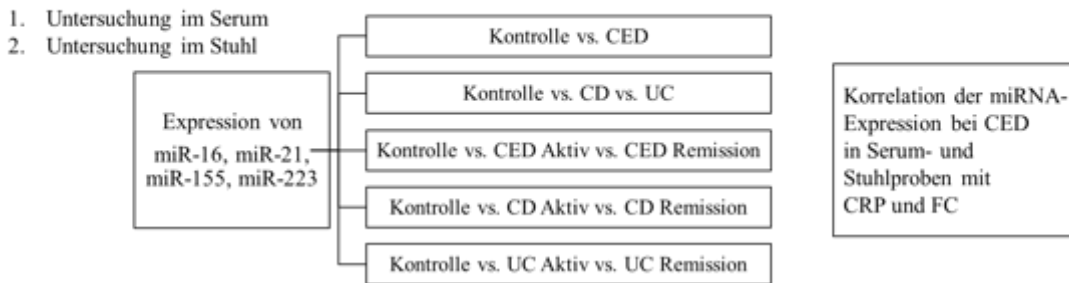 1. Untersuchung im Serum
2. Untersuchung im Stuhl
Expression von
miR-16, miR-21,
miR-155, miR-223
Kontrolle vs. CED
Kontrolle vs. CD vs. UC
Kontrolle vs. CED Aktiv vs. CED Remission
Kontrolle vs. CD Aktiv vs. CD Remission
Kontrolle vs. UC Aktiv vs. UC Remission
Korrelation der miRNA-
Expression bei CED
in Serum- und
Stuhlproben mit
CRP und FC